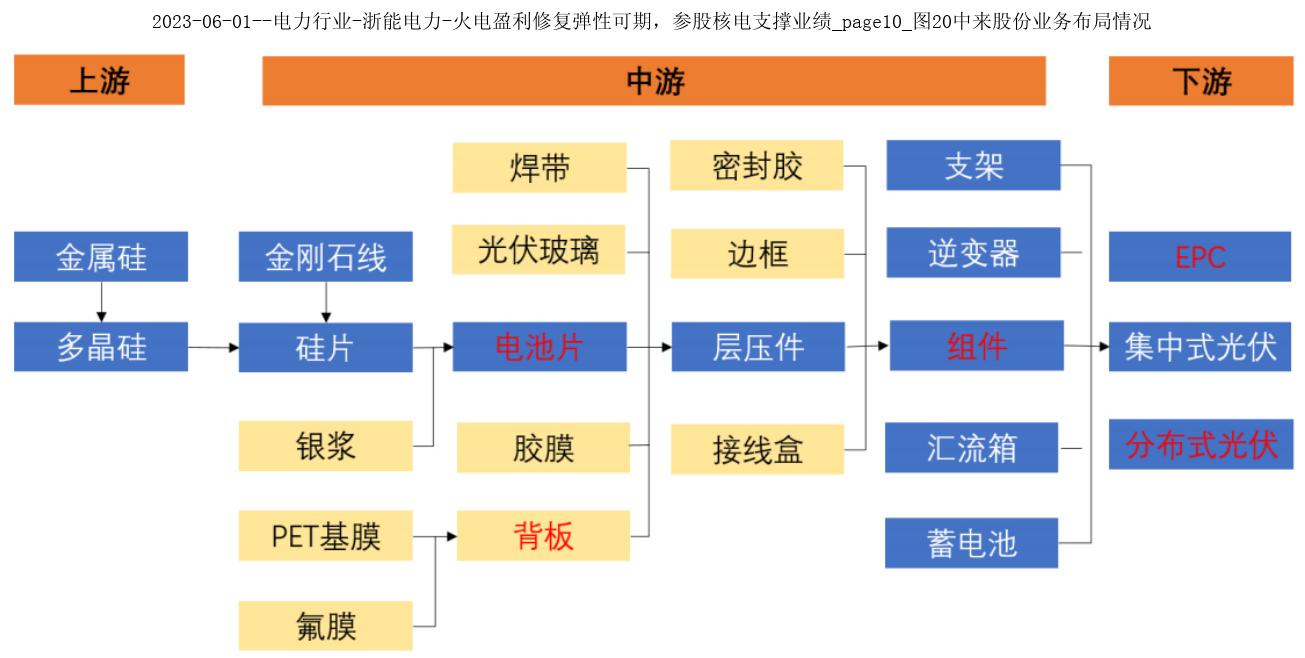 2023-06-01--电力行业-浙能电力-火电盈利修复弹性可期，参股核电支撑业绩_page10_图20中来股份业务布局情况
上游
中游
下游
焊带
密封胶
支架
光伏玻璃
边框
逆变器
金属硅
金刚石线
EPC
多晶硅
硅片
电池片
层压件
组件
集中式光伏
银浆
胶膜
接线盒
汇流箱
分布式光伏
PET基膜
背板
蓄电池
氟膜